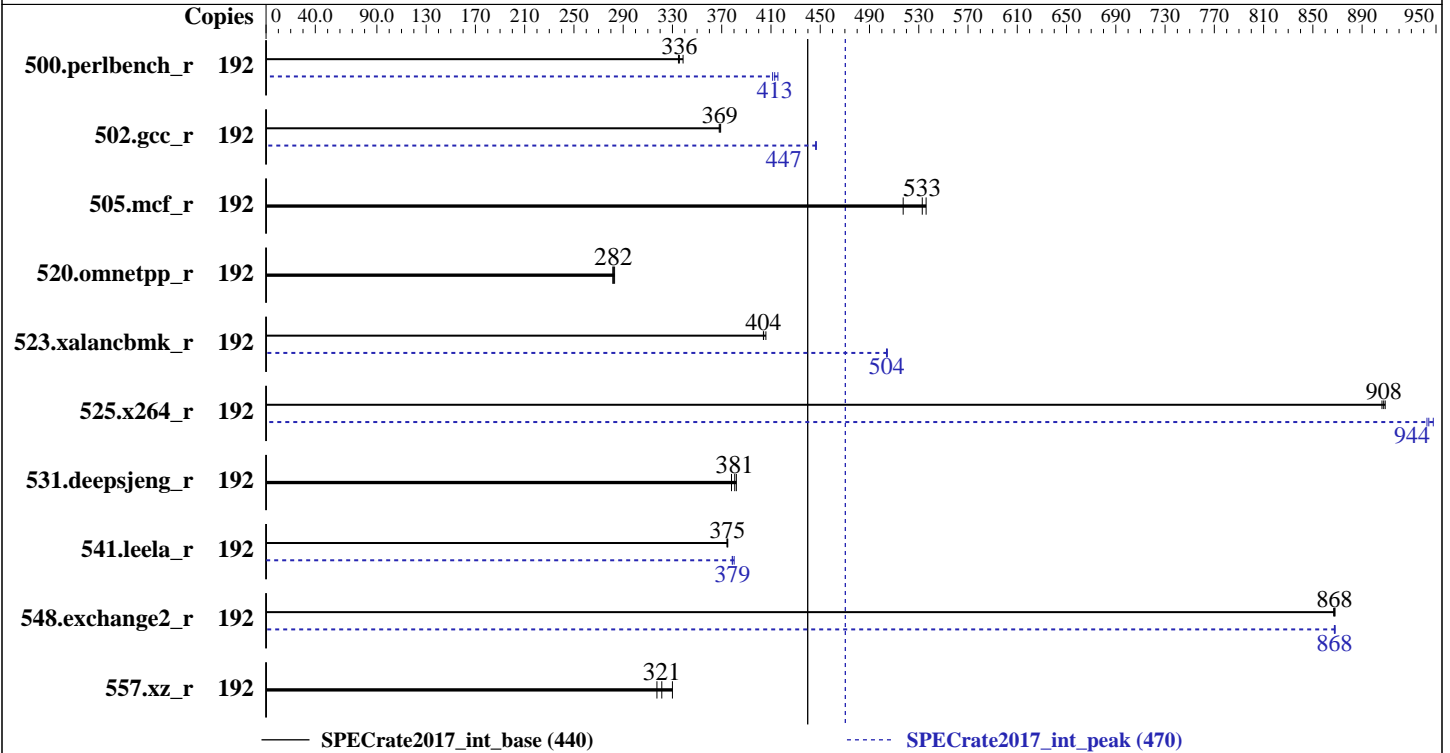 Copies 0 40.0 90.0 130 170 210 250 290 330 370 410 450 490 530 570 610 650 690 730 770 810 850 890 950
500.perlbench_r 192 336
413
502.gcc_r 192 369
447
505.mcf_r 192 533
520.omnetpp_r 192 282
523.xalancbmk_r 192 404
504
525.x264_r 192 908
944
531.deepsjeng_r 192 381
541.leela_r 192 375
379
548.exchange2_r 192 868
868
557.xz_r 192 321
SPECrate2017_int_base (440) SPECrate2017_int_peak (470)